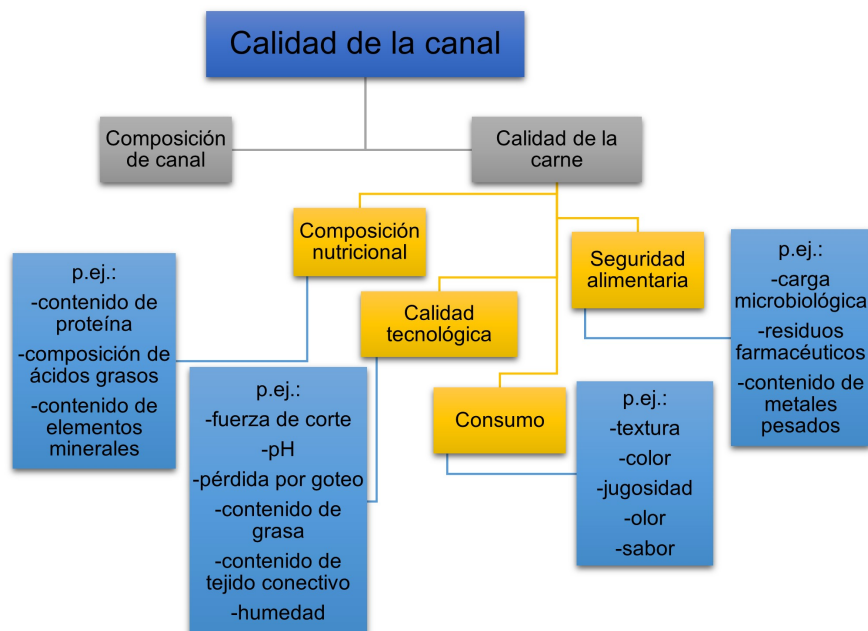 Calidad de la canal
Composición
de canal
Calidad de la
carne
Composición
nutricional
Seguridad
alimentaria
Calidad
tecnológica
Consumo
p.ej.:
-contenido de
proteína
-composición de
ácidos grasos
-contenido de
elementos
minerales
p.ej.:
-fuerza de corte
-pH
-pérdida por goteo
-contenido de
grasa
-contenido de
tejido conectivo
-humedad
p.ej.:
-textura
-color
-jugosidad
-olor
-sabor
p.ej.:
-carga
microbiológica
-residuos
farmacéuticos
-contenido de
metales
pesados